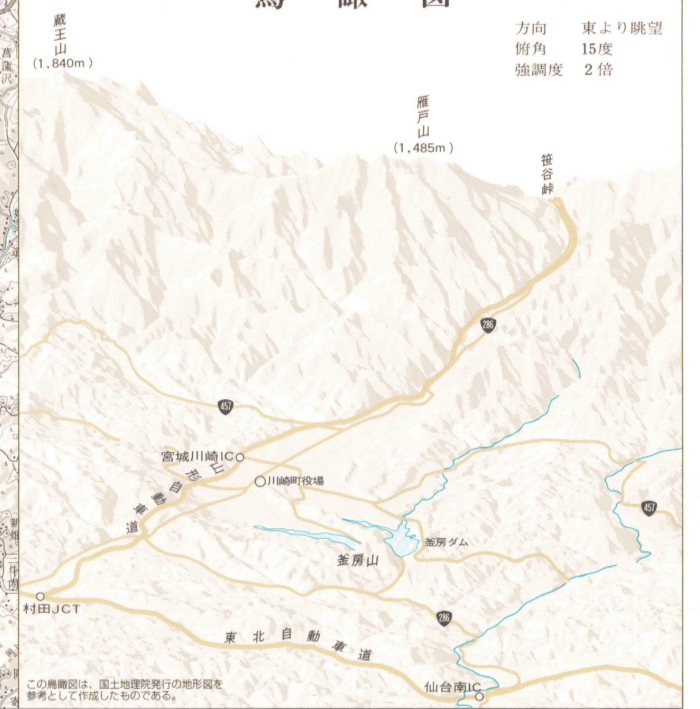 鳥瞰図
方向 東より眺望
俯角 15度
強調度 2倍
蔵王山
(1,840m)
雁戸山
(1,485m)
笹谷峠
286
457
宮城川崎IC
川崎町役場
山形自動車道
457
釜房ダム
釜房山
村田JCT
286
東北自動車道
仙台南IC
この鳥瞰図は、国土地理院発行の地形図を
参考として作成したものである。